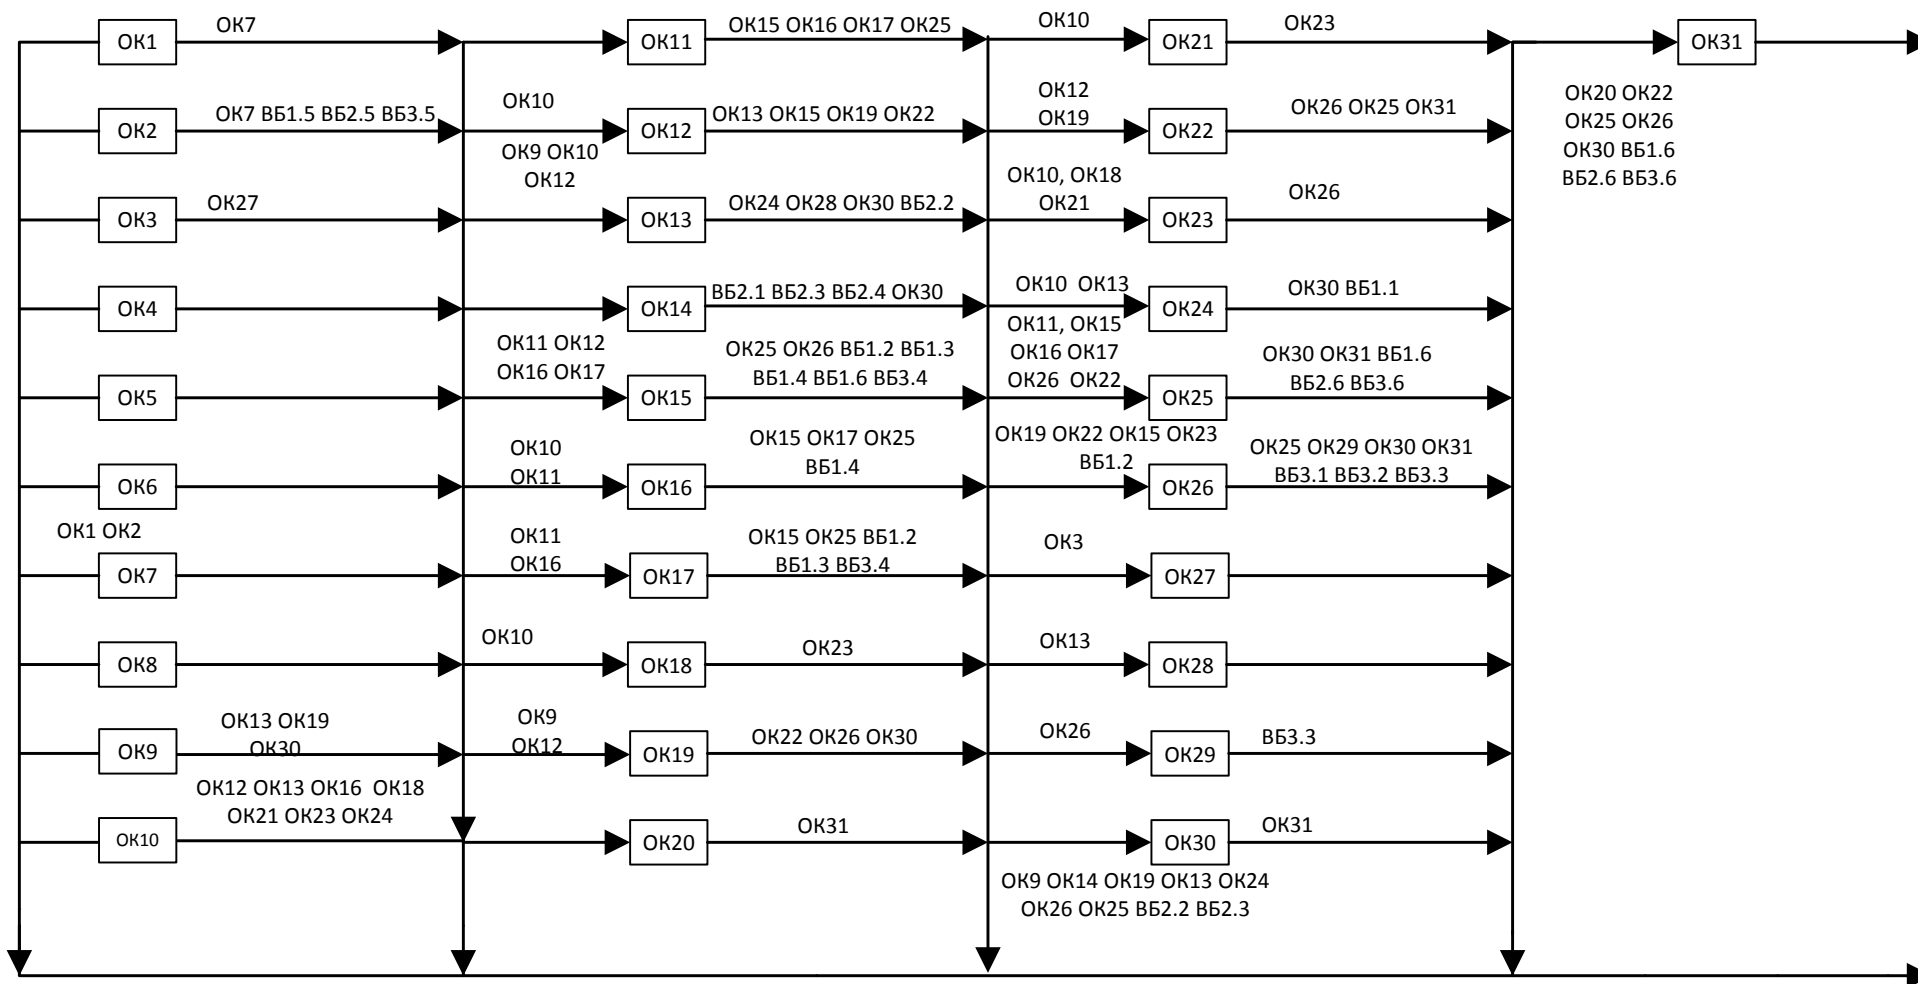 ОК1
ОК7
ОК11
ОК15 ОК16 ОК17 ОК25
ОК10
ОК21
ОК23
ОК31
ОК2
ОК7 ВБ1.5 ВБ2.5 ВБ3.5
ОК10
ОК12
ОК13 ОК15 ОК19 ОК22
ОК12
ОК19
ОК22
ОК26 ОК25 ОК31
ОК20 ОК22
ОК25 ОК26
ОК30 ВБ1.6
ВБ2.6 ВБ3.6
ОК3
ОК27
ОК9 ОК10
ОК12
ОК13
ОК24 ОК28 ОК30 ВБ2.2
ОК10, ОК18
ОК21
ОК23
ОК26
ОК4
ОК14
ВБ2.1 ВБ2.3 ВБ2.4 ОК30
ОК10  ОК13
ОК24
ОК30 ВБ1.1
ОК5
ОК11 ОК12
ОК16 ОК17
ОК15
ОК25 ОК26 ВБ1.2 ВБ1.3
ВБ1.4 ВБ1.6 ВБ3.4
ОК11, ОК15
ОК16 ОК17
ОК26  ОК22
ОК25
ОК30 ОК31 ВБ1.6
ВБ2.6 ВБ3.6
ОК6
ОК10
ОК11
ОК16
ОК15 ОК17 ОК25
ВБ1.4
ОК19 ОК22 ОК15 ОК23
ВБ1.2
ОК26
ОК25 ОК29 ОК30 ОК31
ВБ3.1 ВБ3.2 ВБ3.3
ОК1 ОК2
ОК7
ОК11
ОК16
ОК17
ОК15 ОК25 ВБ1.2
ВБ1.3 ВБ3.4
ОК3
ОК27
ОК8
ОК10
ОК18
ОК23
ОК13
ОК28
ОК9
ОК13 ОК19
ОК30
ОК9
ОК12
ОК19
ОК22 ОК26 ОК30
ОК26
ОК29
ВБ3.3
ОК10
ОК12 ОК13 ОК16  ОК18
ОК21 ОК23 ОК24
ОК20
ОК31
ОК30
ОК31
ОК9 ОК14 ОК19 ОК13 ОК24
ОК26 ОК25 ВБ2.2 ВБ2.3